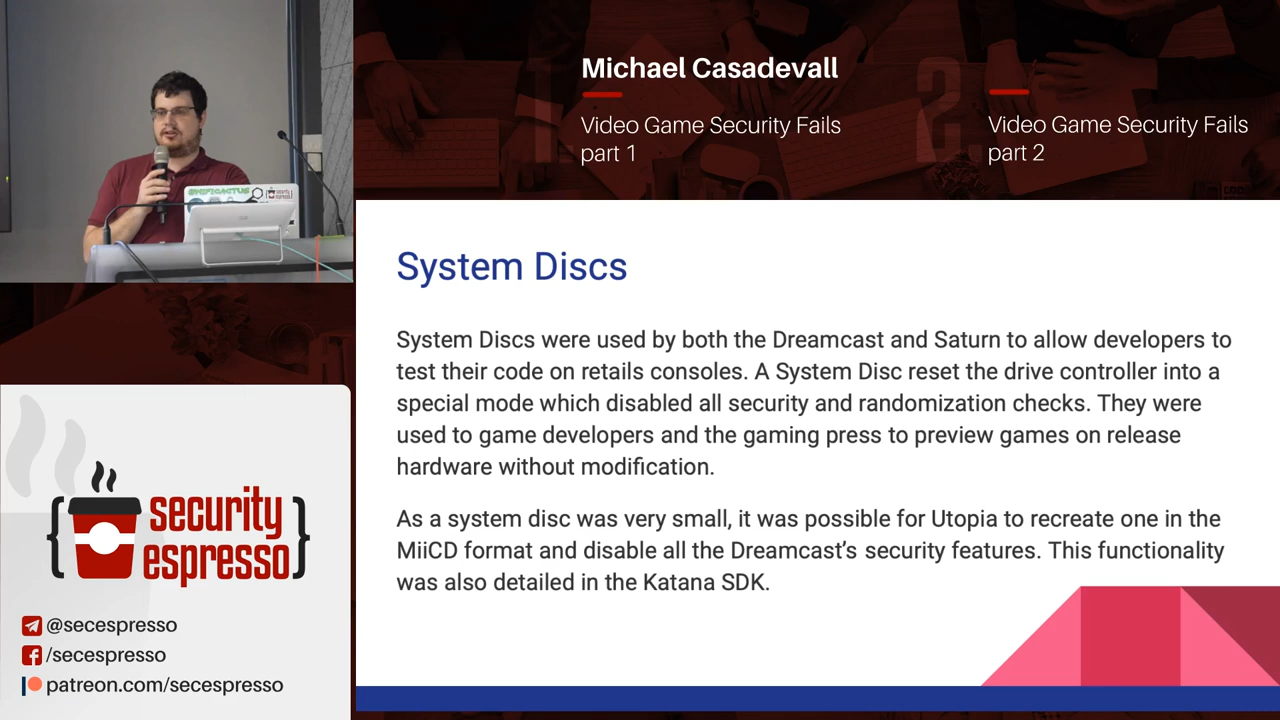 Michael Casadevall
1.
Video Game Security Fails
part 1
2.
Video Game Security Fails
part 2
System Discs
System Discs were used by both the Dreamcast and Saturn to allow developers to
test their code on retails consoles. A System Disc reset the drive controller into a
special mode which disabled all security and randomization checks. They were
used to game developers and the gaming press to preview games on release
hardware without modification.
As a system disc was very small, it was possible for Utopia to recreate one in the
MiiCD format and disable all the Dreamcast’s security features. This functionality
was also detailed in the Katana SDK.
{security
espresso}
@secespresso
/secespresso
patreon.com/secespresso